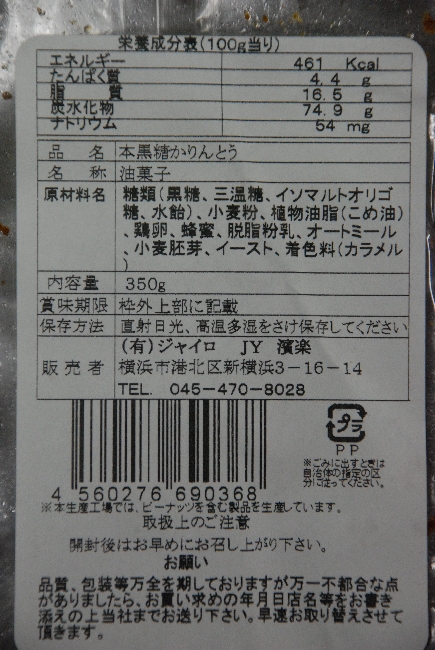 栄養成分表(100g当り)
エネルギー 461 Kcal
たんぱく質 4.4 g
脂 質 16.5 g
炭水化物 74.9 g
ナトリウム 54 mg
品 名 本黒糖かりんとう
名 称 油菓子
原材料名 糖類(黒糖、三温糖、イソマルトオリゴ
糖、水飴)、小麦粉、植物油脂(こめ油)
、鶏卵、蜂蜜、脱脂粉乳、オートミール
、小麦胚芽、イースト、着色料(カラメル
)
内容量 350g
賞味期限 枠外上部に記載
保存方法 直射日光、高温多湿をさけ保存してください
販売者 (有)ジャイロ JY 濱楽
横浜市港北区新横浜3-16-14
TEL. 045-470-8028
プラ
PP
※ごみに出すときは
自治体の指定の区
分に従ってください。
4 560276 690368
※本生産工場では、ピーナッツを含む製品を生産しています。
取扱上のご注意
開封後はお早めにお召し上がり下さい。
お願い
品質、包装等万全を期しておりますが万一不都合な点
がありましたら、お買い求めの年月日店名等をお書き
添えの上当社までお送り下さい。早速お取り替えさせて
頂きます。